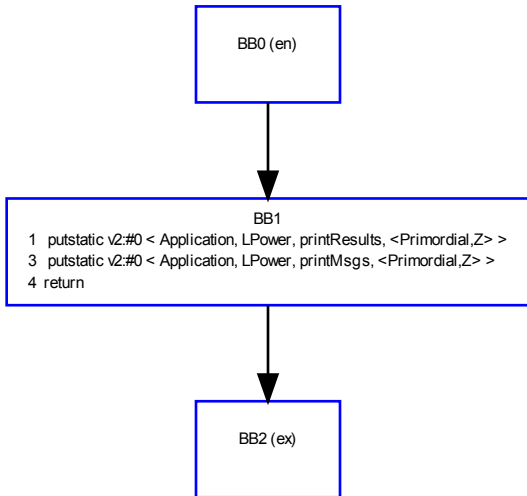 BB0 (en)
BB1
1 putstatic v2:#0 < Application, LPower, printResults, <Primordial,Z> >
3 putstatic v2:#0 < Application, LPower, printMsgs, <Primordial,Z> >
4 return
BB2 (ex)